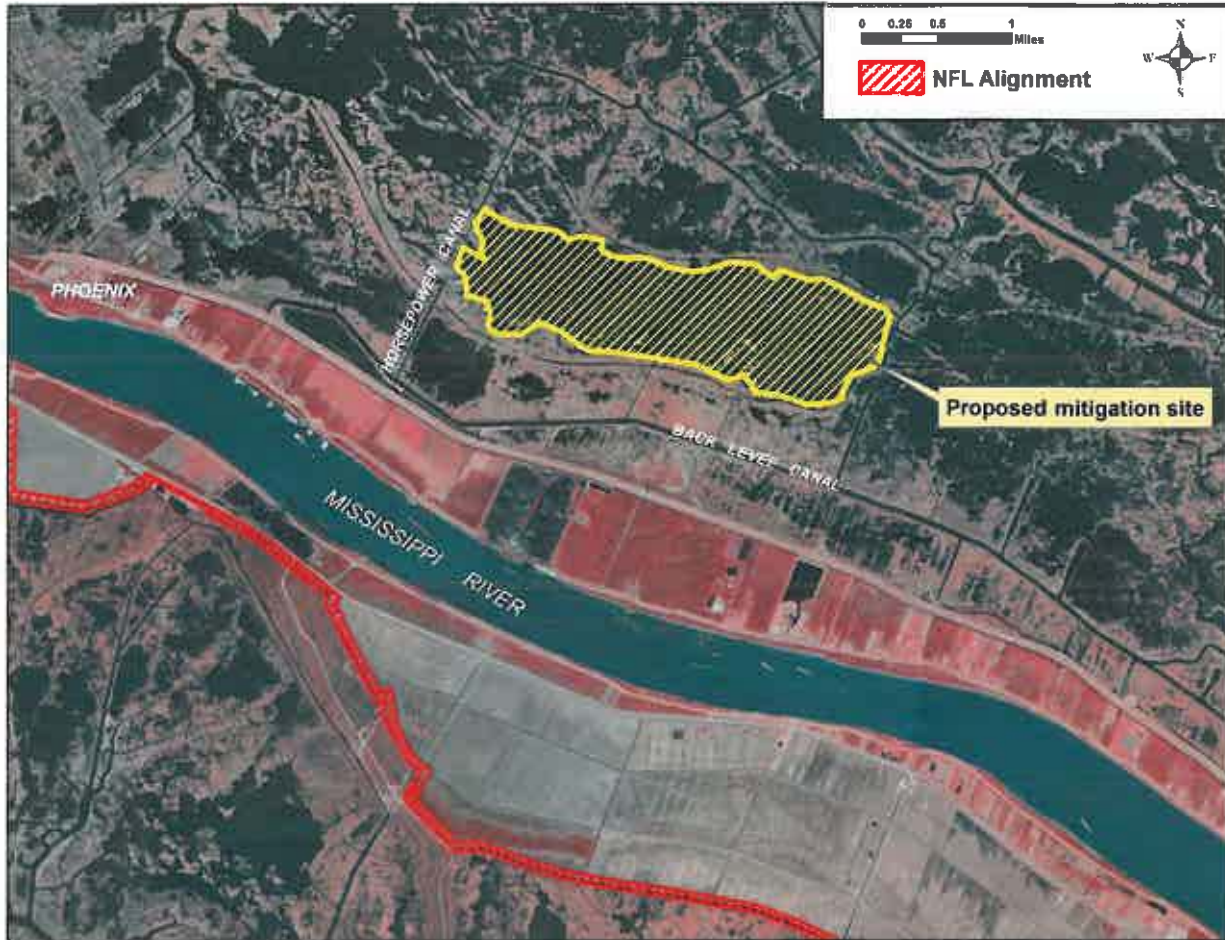 0 0.25 0.5 1
Miles
NFL Alignment
N
W
S
PHOENIX
HORSEPOWER CANAL
Proposed mitigation site
BACK LEVEE CANAL
MISSISSIPPI RIVER